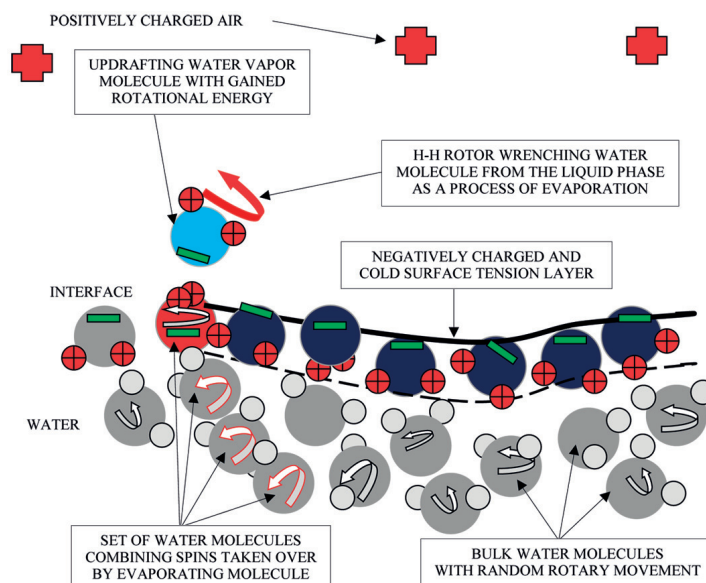 POSITIVELY CHARGED AIR
UPDRAFTING WATER VAPOR
MOLECULE WITH GAINED
ROTATIONAL ENERGY
H-H ROTOR WRENCHING WATER
MOLECULE FROM THE LIQUID PHASE
AS A PROCESS OF EVAPORATION
NEGATIVELY CHARGED AND
COLD SURFACE TENSION LAYER
INTERFACE
WATER
SET OF WATER MOLECULES
COMBINING SPINS TAKEN OVER
BY EVAPORATING MOLECULE
BULK WATER MOLECULES
WITH RANDOM ROTARY MOVEMENT